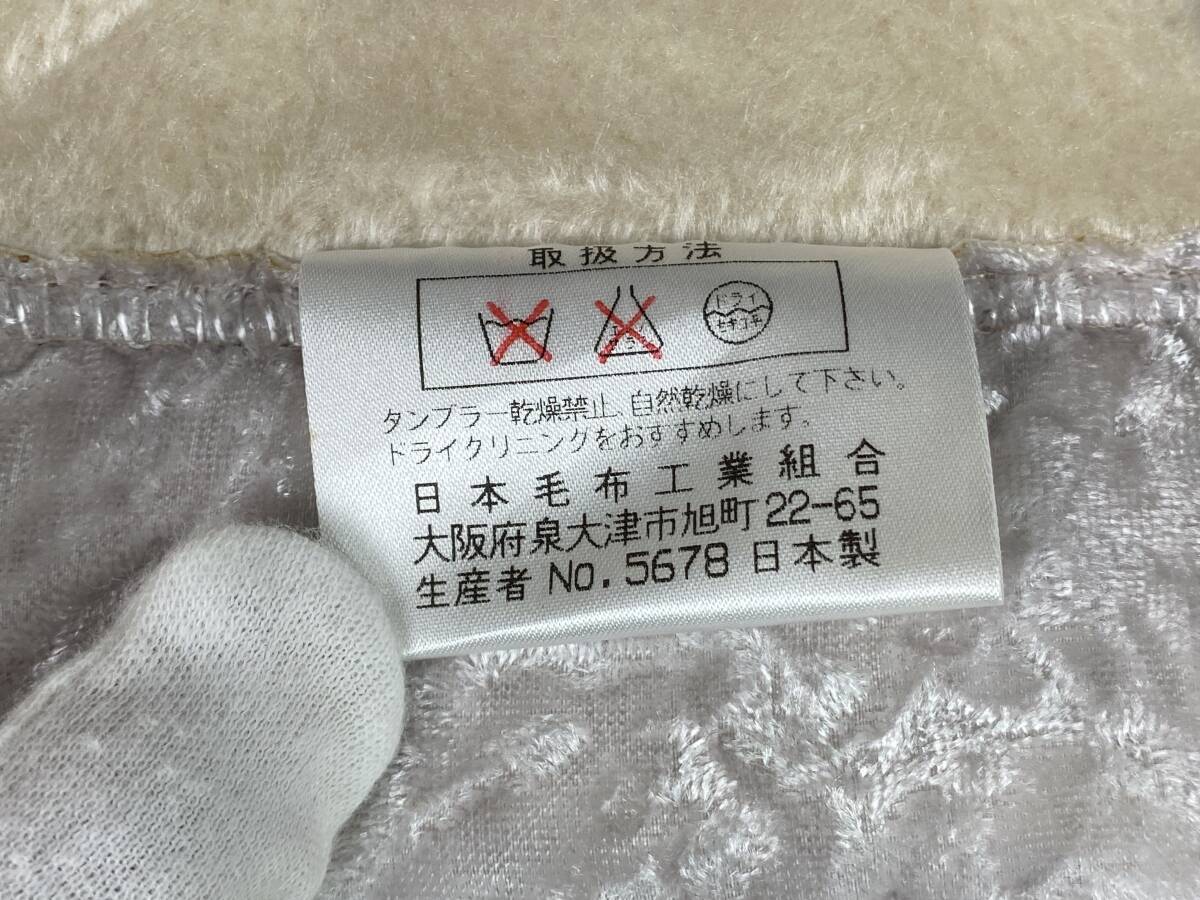 取扱方法
ドライ
セキユ系
タンブラー乾燥禁止、自然乾燥にして下さい。
ドライクリニングをおすすめします。
日本毛布工業組合
大阪府泉大津市旭町22-65
生産者 No.5678 日本製